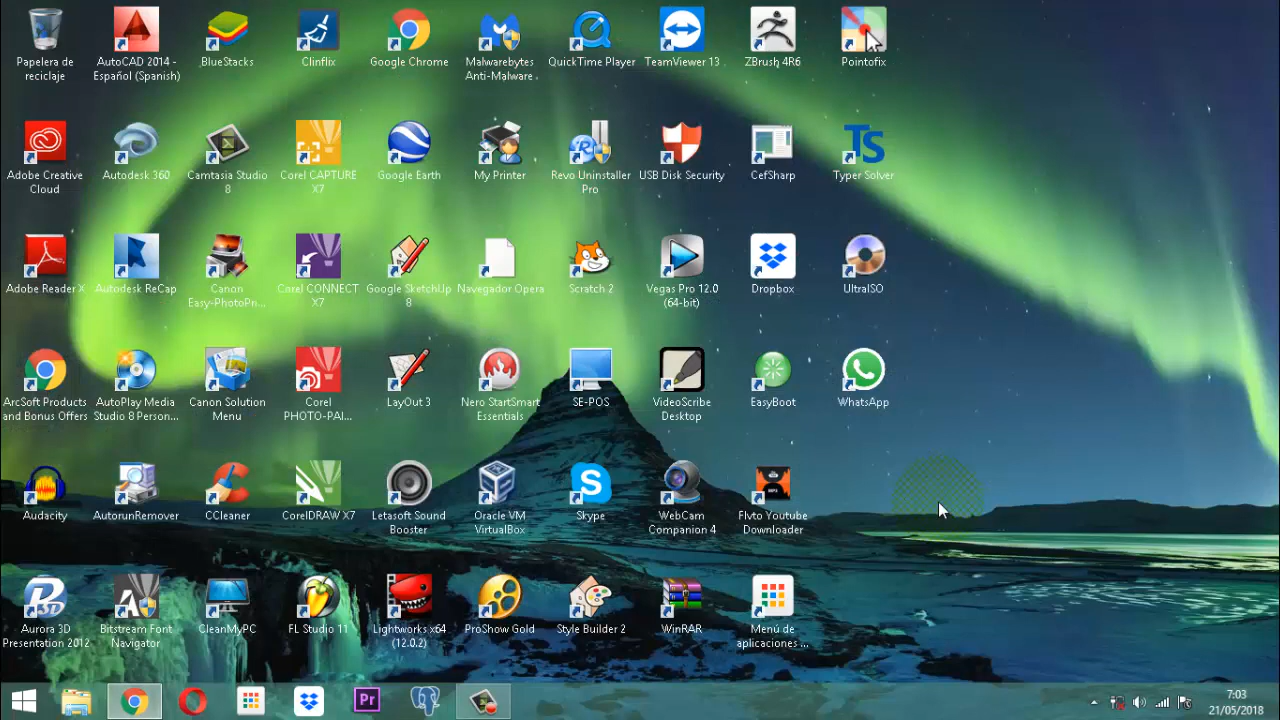 Papelera de
reciclaje
AutoCAD 2014 -
Español (Spanish)
BlueStacks
Clinflix
Google Chrome
Malwarebytes
Anti-Malware
QuickTime Player
TeamViewer 13
ZBrush 4R6
Pointofix
Adobe Creative
Cloud
Autodesk 360
Camtasia Studio
8
Corel CAPTURE
X7
Google Earth
My Printer
Revo Uninstaller
Pro
USB Disk Security
CefSharp
TS
Typer Solver
Adobe Reader X
Autodesk ReCap
Canon
Easy-PhotoPri...
Corel CONNECT
X7
Google SketchUp
8
Navegador Opera
Scratch 2
Vegas Pro 12.0
(64-bit)
Dropbox
UltraISO
ArcSoft Products
and Bonus Offers
AutoPlay Media
Studio 8 Person...
Canon Solution
Menu
Corel
PHOTO-PAI...
LayOut 3
Nero StartSmart
Essentials
SE-POS
VideoScribe
Desktop
EasyBoot
WhatsApp
Audacity
AutorunRemover
CCleaner
CorelDRAW X7
Letasoft Sound
Booster
Oracle VM
VirtualBox
Skype
WebCam
Companion 4
Flvto Youtube
Downloader
Aurora 3D
Presentation 2012
Bitstream Font
Navigator
CleanMyPC
FL Studio 11
Lightworks x64
(12.0.2)
ProShow Gold
Style Builder 2
WinRAR
Menú de
aplicaciones ...
Pr
7:03
21/05/2018